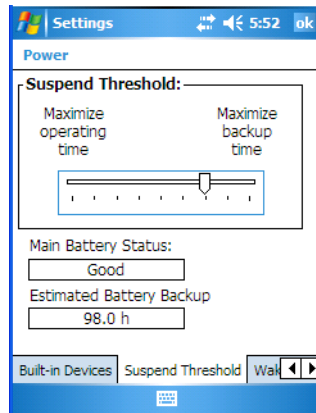 Settings 5:52 ok
Power
Suspend Threshold:
Maximize Maximize
operating backup
time time
Main Battery Status:
Good
Estimated Battery Backup
98.0 h
Built-in Devices Suspend Threshold Wak